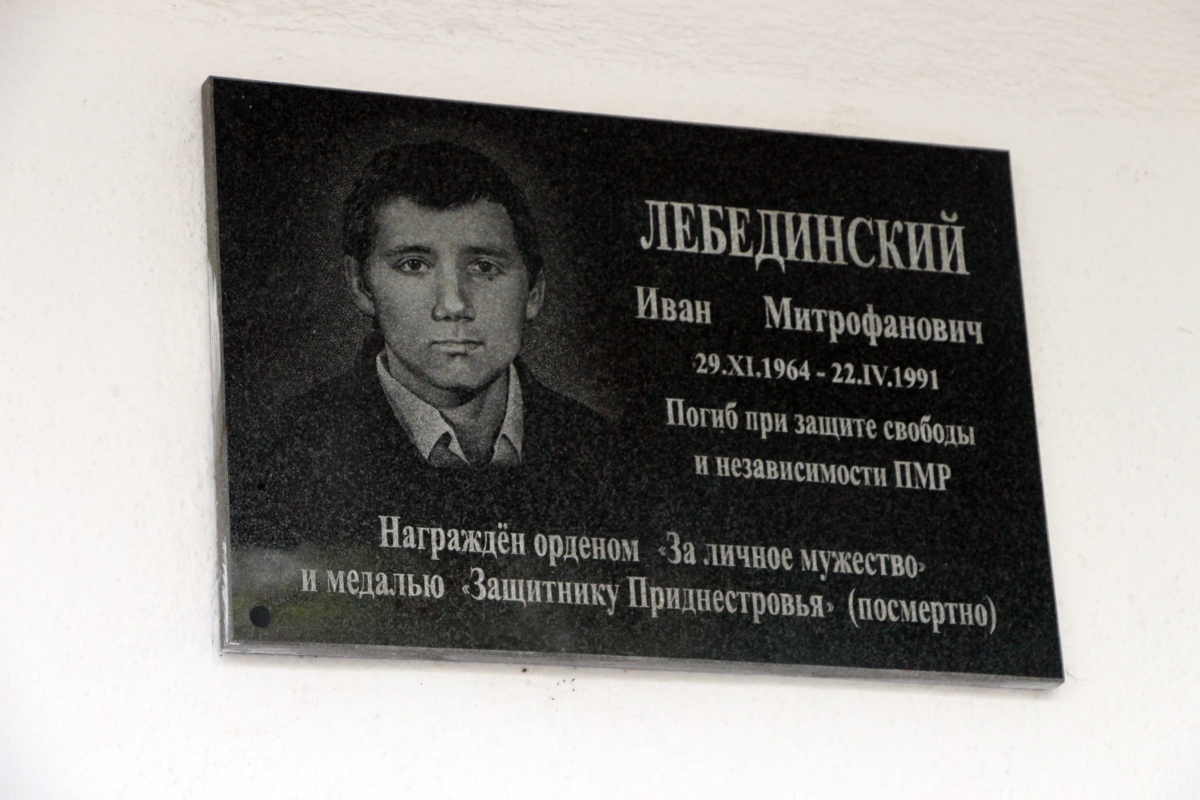 ЛЕБЕДИНСКИЙ
Иван Митрофанович
29.XI.1964 - 22.IV.1991
Погиб при защите свободы
и независимости ПМР
Награждён орденом «За личное мужество»
и медалью «Защитнику Приднестровья» (посмертно)